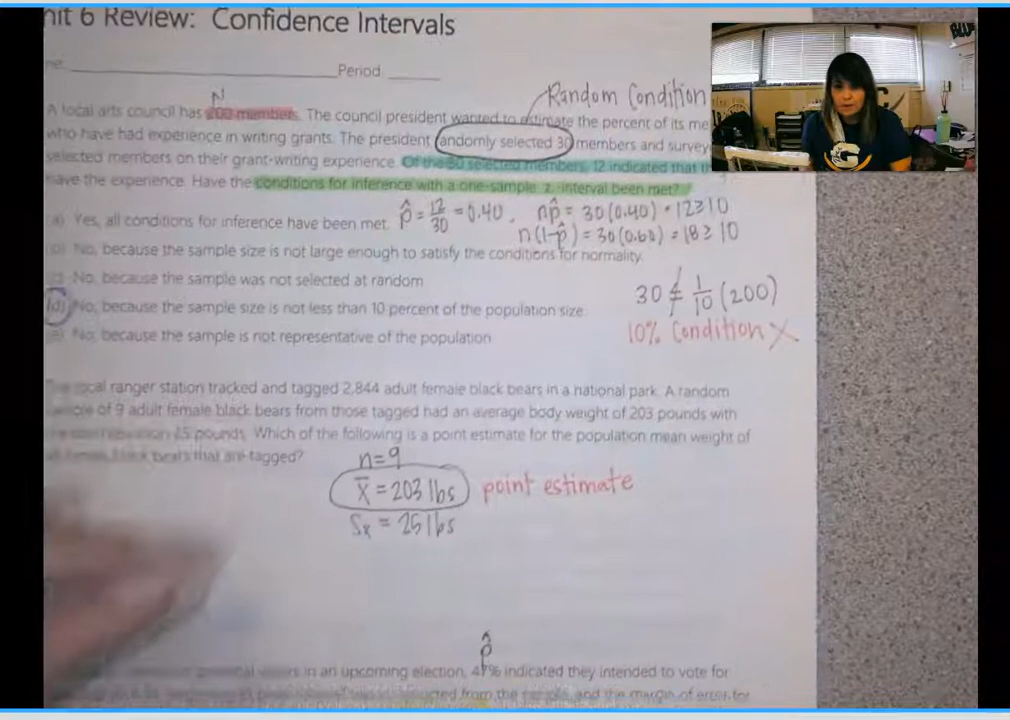 nit 6 Review: Confidence Intervals
Period
N
Random Condition
A local arts council has 200 members. The council president wanted to estimate the percent of its me
who have had experience in writing grants. The president randomly selected 30 members and survey
selected members on their grant-writing experience. Of the 30 selected members, 12 indicated that
have the experience. Have the conditions for inference with a one-sample z-interval been met?
(a) Yes, all conditions for inference have been met. p̂ = 12/30 = 0.40, np̂ = 30(0.40) = 12 ≥ 10
n(1-p̂) = 30(0.60) = 18 ≥ 10
No, because the sample size is not large enough to satisfy the conditions for normality.
No, because the sample was not selected at random
30 ≰ 1/10 (200)
(d) No, because the sample size is not less than 10 percent of the population size.
10% Condition X
No, because the sample is not representative of the population
local ranger station tracked and tagged 2,844 adult female black bears in a national park. A random
of 9 adult female black bears from those tagged had an average body weight of 203 pounds with
pounds. Which of the following is a point estimate for the population mean weight of
black bears that are tagged?
n=9
x̄ = 203 lbs point estimate
Sx = 25 lbs
p̂
in an upcoming election, 47% indicated they intended to vote for
from the sample, and the margin of error for